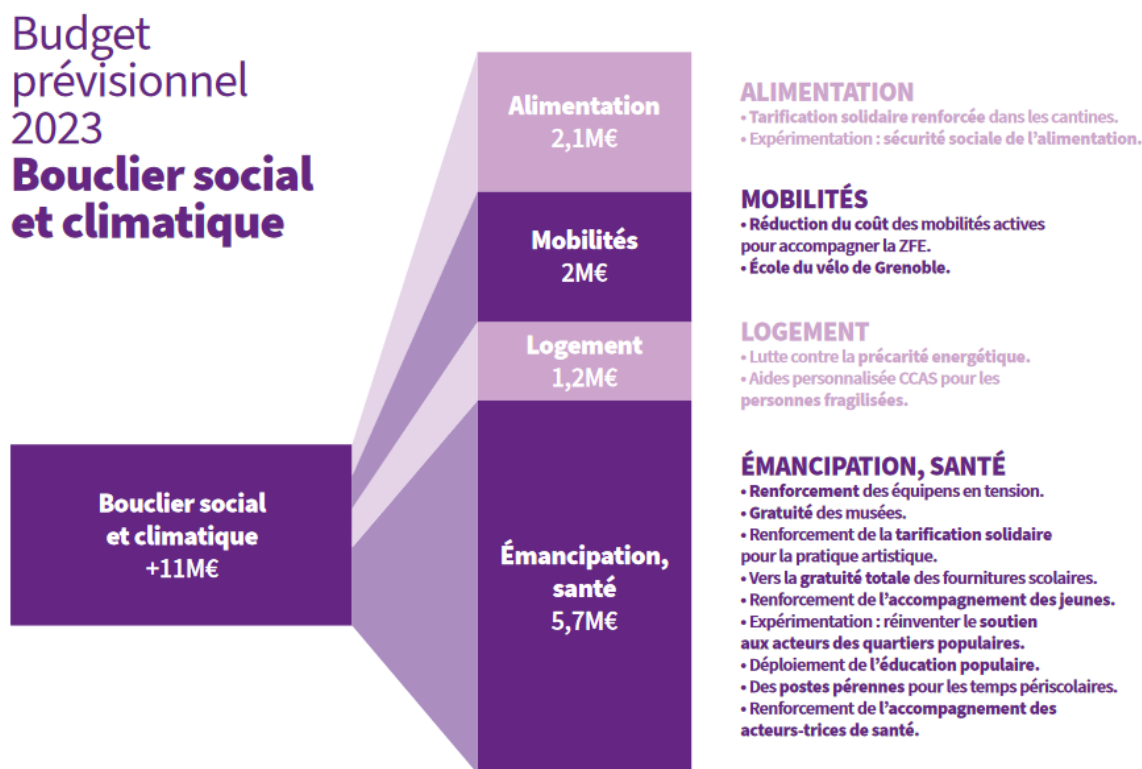 Budget
prévisionnel
2023
Bouclier social
et climatique
Bouclier social
et climatique
+11M€
Alimentation
2,1M€
Mobilités
2M€
Logement
1,2M€
Émancipation,
santé
5,7M€
ALIMENTATION
• Tarification solidaire renforcée dans les cantines.
• Expérimentation : sécurité sociale de l'alimentation.
MOBILITÉS
• Réduction du coût des mobilités actives
pour accompagner la ZFE.
• École du vélo de Grenoble.
LOGEMENT
• Lutte contre la précarité energétique.
• Aides personnalisée CCAS pour les
personnes fragilisées.
ÉMANCIPATION, SANTÉ
• Renforcement des équipens en tension.
• Gratuité des musées.
• Renforcement de la tarification solidaire
pour la pratique artistique.
• Vers la gratuité totale des fournitures scolaires.
• Renforcement de l'accompagnement des jeunes.
• Expérimentation : réinventer le soutien
aux acteurs des quartiers populaires.
• Déploiement de l'éducation populaire.
• Des postes pérennes pour les temps périscolaires.
• Renforcement de l'accompagnement des
acteurs-trices de santé.